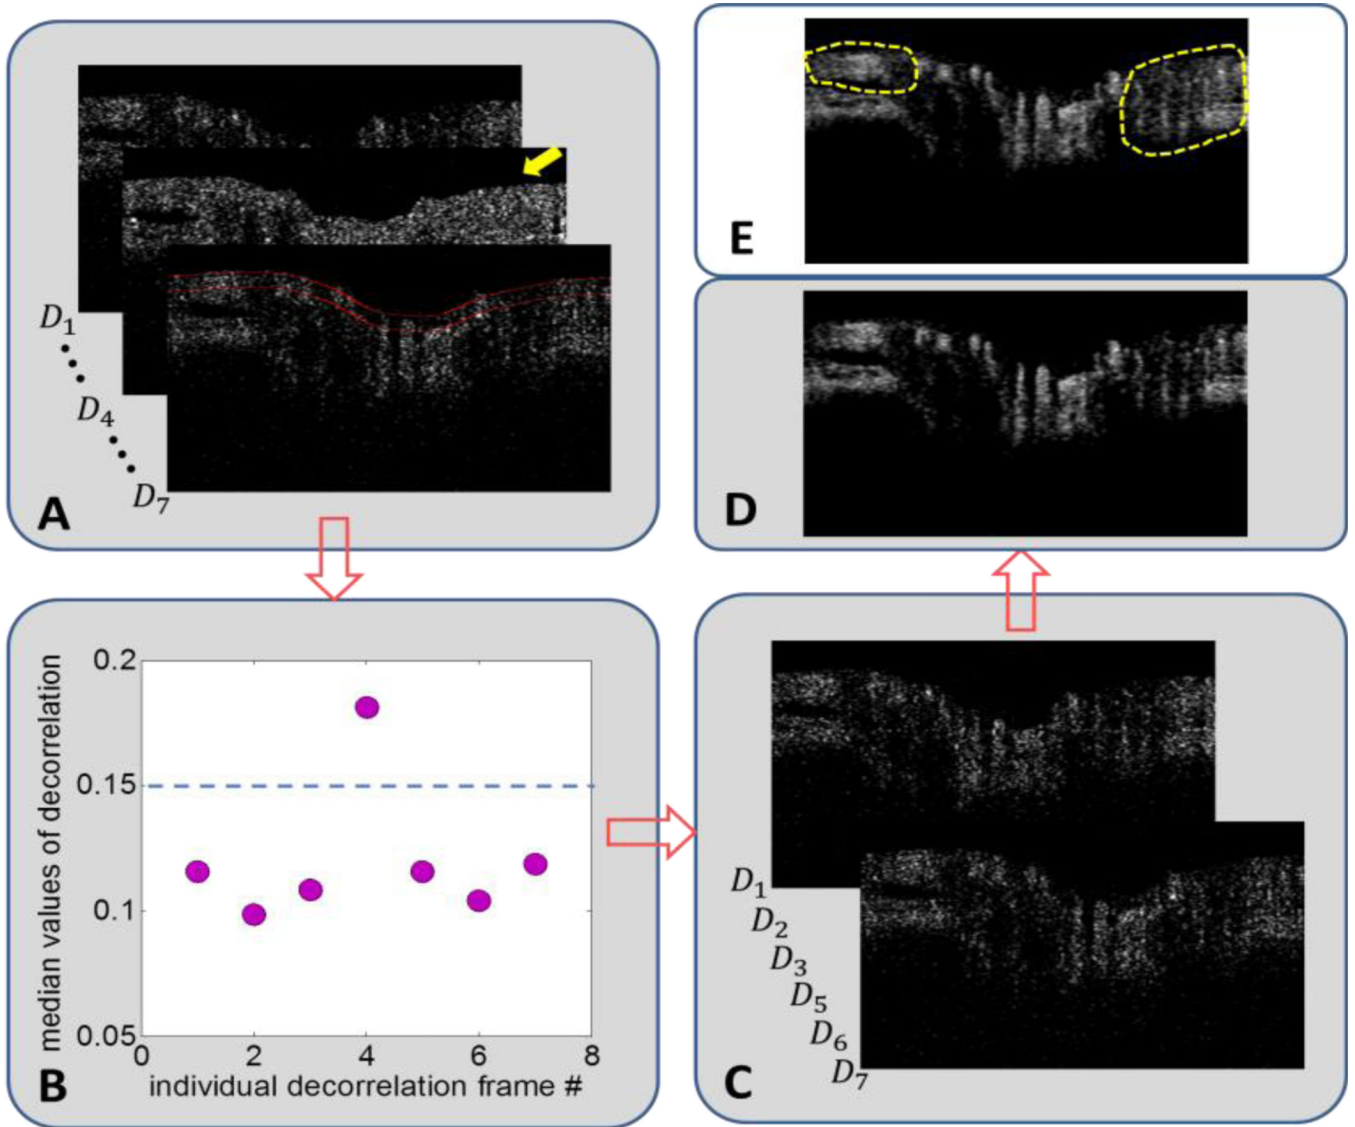 D1
D4
D7
A
E
D
median values of decorrelation
0.2
0.15
0.1
0.05
0 2 4 6 8
individual decorrelation frame #
B
D1
D2
D3
D5
D6
D7
C